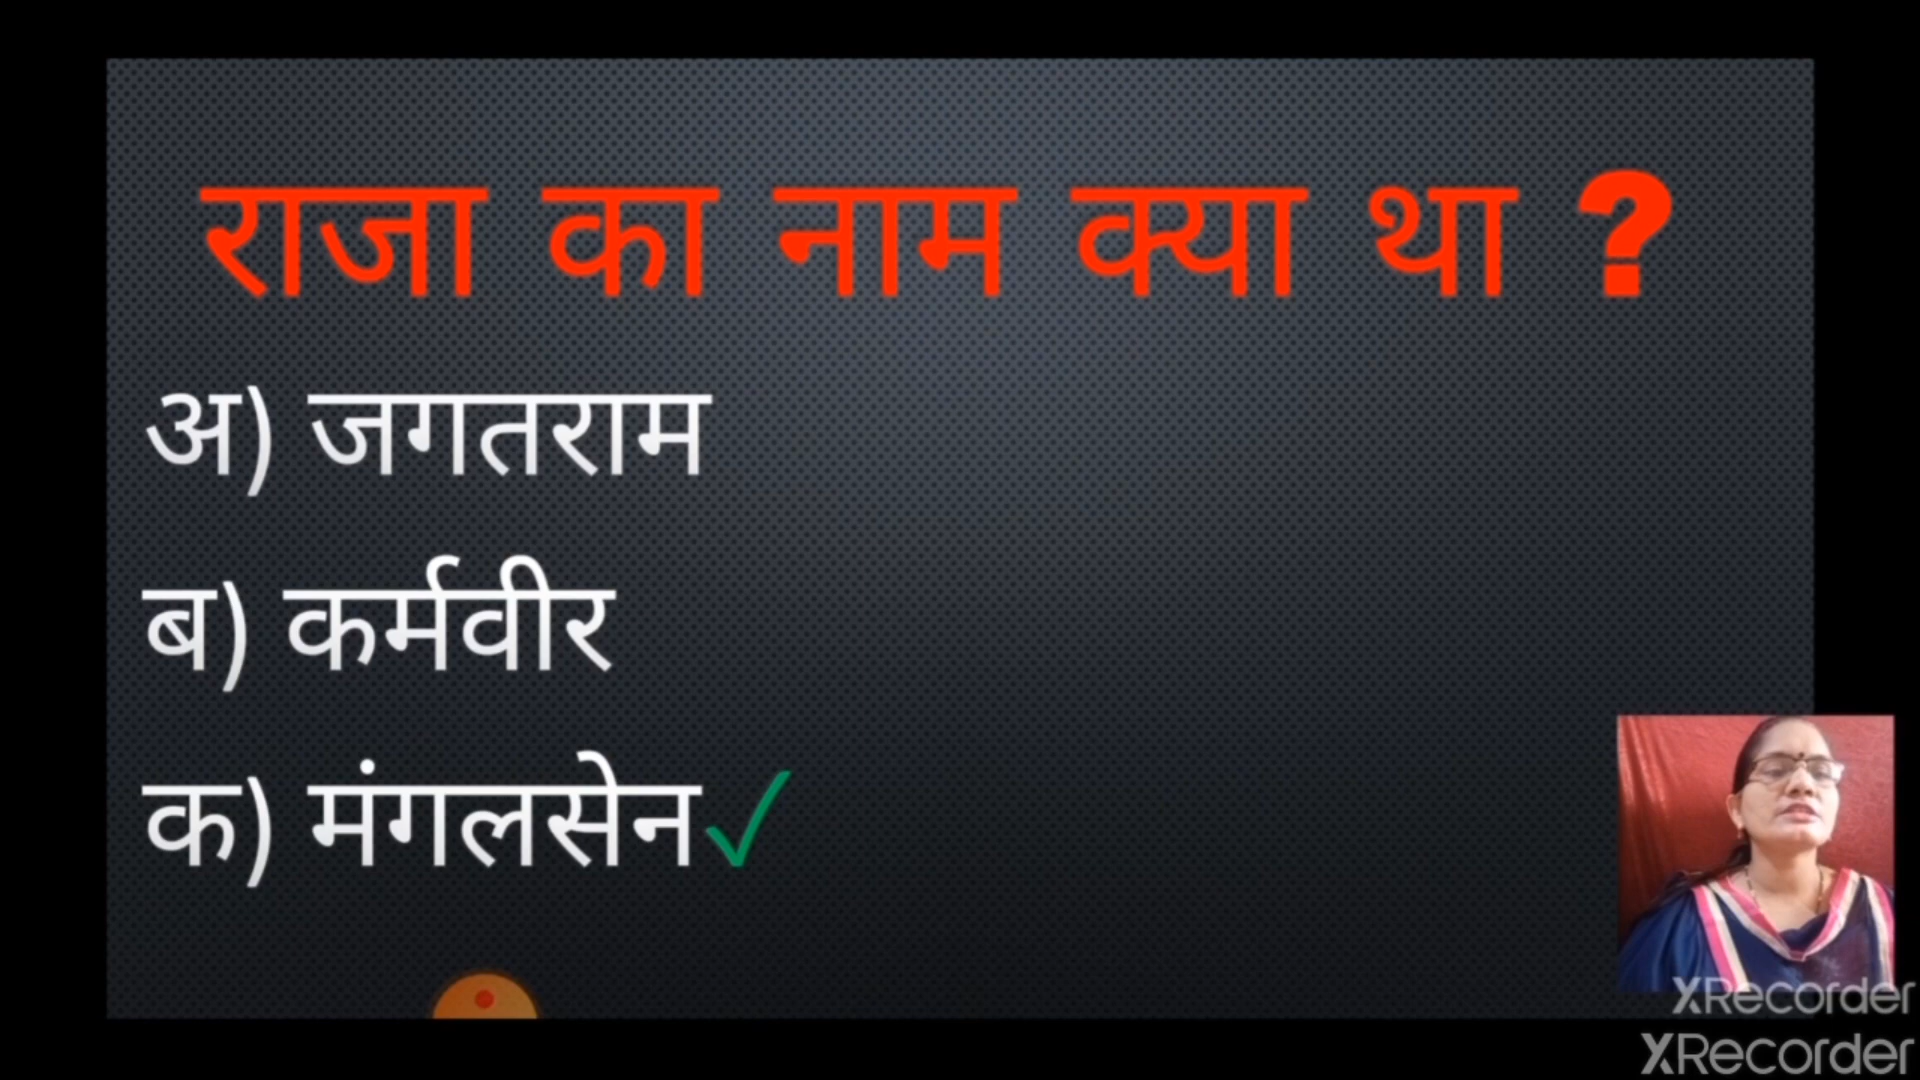 राजा का नाम क्या था ?
अ) जगतराम
ब) कर्मवीर
क) मंगलसेन✓
XRecorder
XRecorder